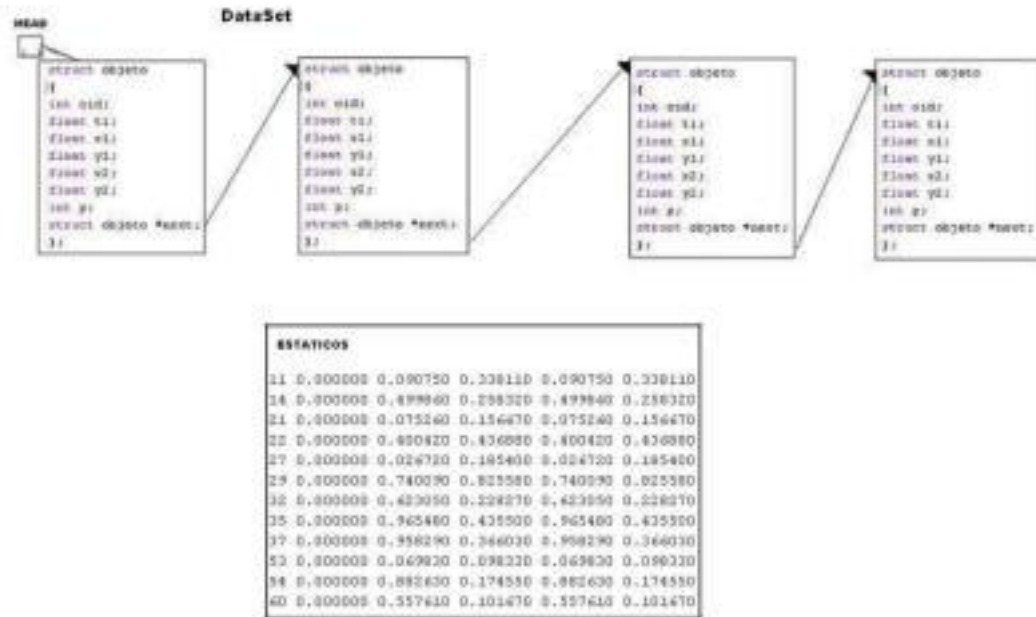 DataSet
HEAD
struct objeto
{
int oid;
float t1;
float x1;
float y1;
float x2;
float y2;
int p;
struct objeto *next;
};
struct objeto
{
int oid;
float t1;
float x1;
float y1;
float x2;
float y2;
int p;
struct objeto *next;
};
struct objeto
{
int oid;
float t1;
float x1;
float y1;
float x2;
float y2;
int p;
struct objeto *next;
};
struct objeto
{
int oid;
float t1;
float x1;
float y1;
float x2;
float y2;
int p;
struct objeto *next;
};
ESTATICOS
11 0.000000 0.090750 0.338110 0.090750 0.338110
14 0.000000 0.499860 0.258320 0.499860 0.258320
21 0.000000 0.075260 0.156670 0.075260 0.156670
22 0.000000 0.400420 0.436880 0.400420 0.436880
27 0.000000 0.026720 0.185400 0.026720 0.185400
29 0.000000 0.740090 0.825580 0.740090 0.825580
32 0.000000 0.623050 0.228270 0.623050 0.228270
35 0.000000 0.965480 0.435500 0.965480 0.435500
37 0.000000 0.958290 0.366030 0.958290 0.366030
53 0.000000 0.069830 0.098330 0.069830 0.098330
54 0.000000 0.882630 0.174550 0.882630 0.174550
60 0.000000 0.557610 0.101670 0.557610 0.101670